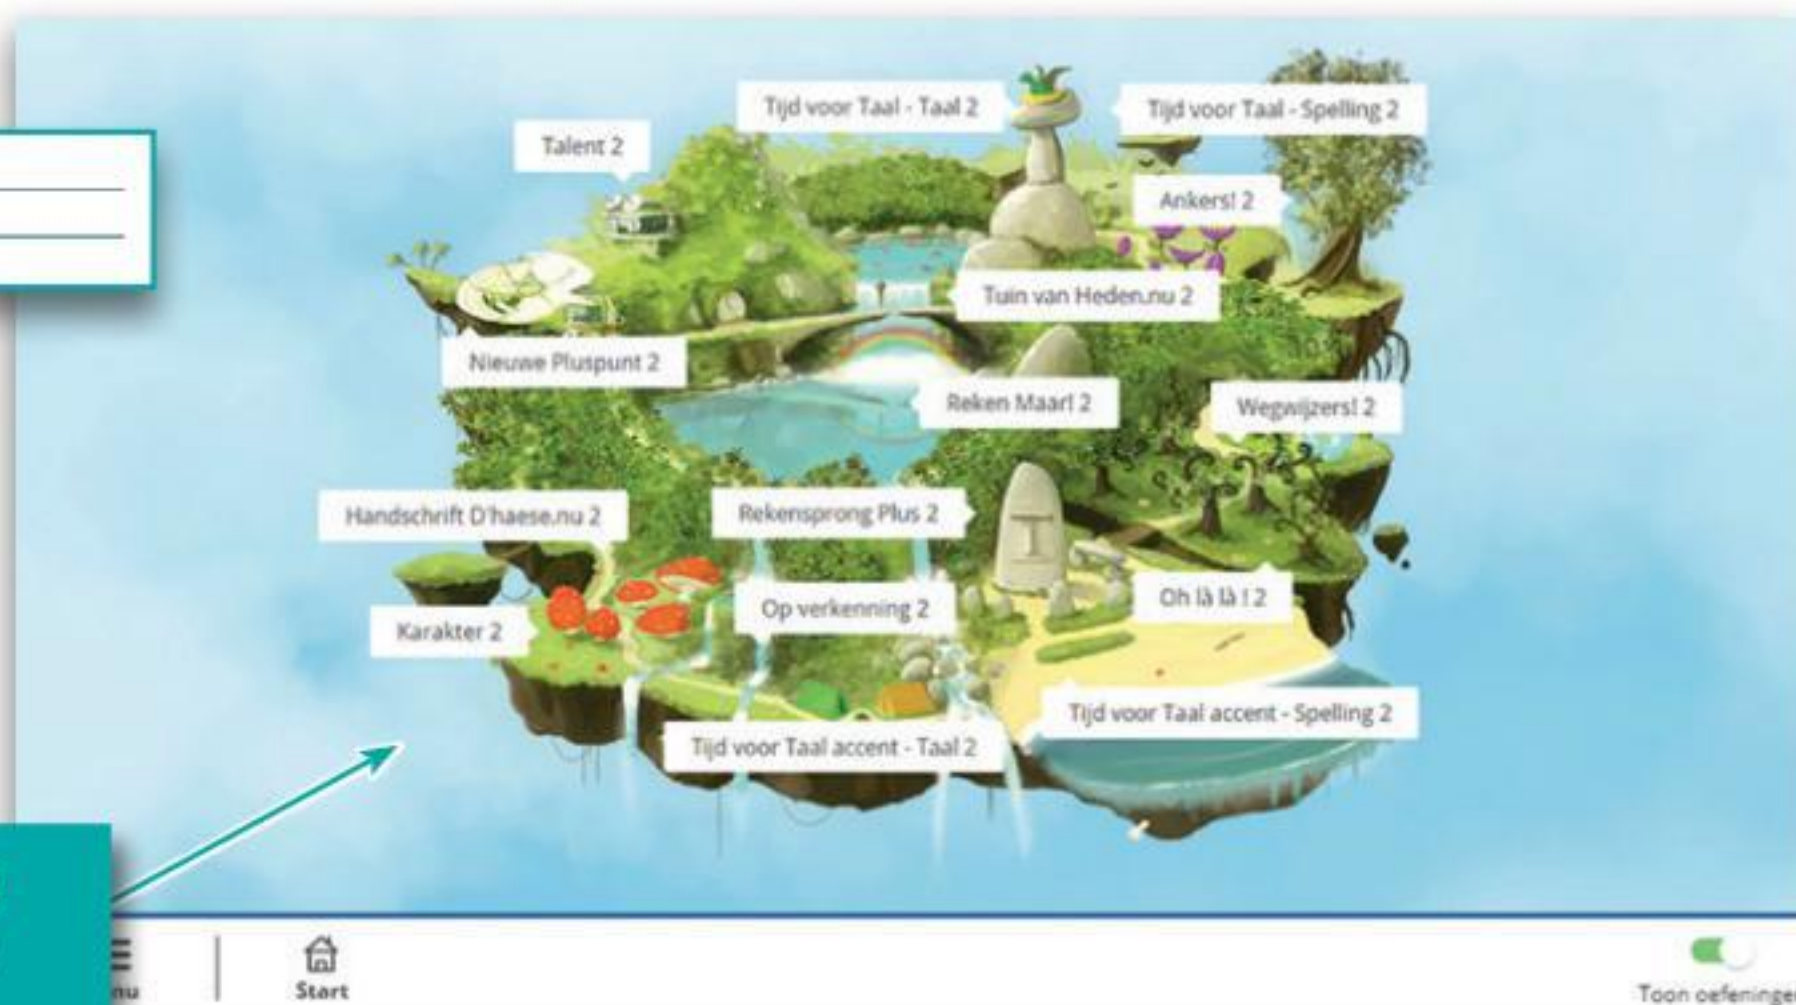 Tijd voor Taal - Taal 2
Tijd voor Taal - Spelling 2
Talent 2
Ankers! 2
Tuin van Heden.nu 2
Nieuwe Pluspunt 2
Reken Maar! 2
Wegwijzers! 2
Handschrift D'haese.nu 2
Rekensprong Plus 2
T
Oh là là ! 2
Op verkenning 2
Karakter 2
Tijd voor Taal accent - Spelling 2
Tijd voor Taal accent - Taal 2
nu
Start
Toon oefeningen